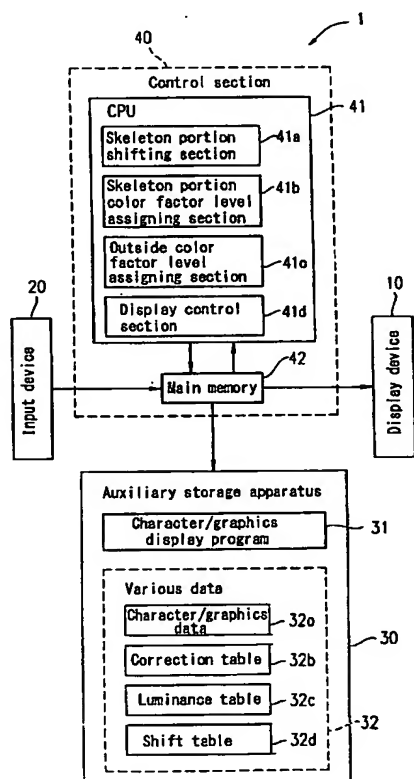 1
40
Control section
CPU
41
Skeleton portion
shifting section
41a
Skeleton portion
color factor level
assigning section
41b
Outside color
factor level
assigning section
41c
Display control
section
41d
20
Input device
10
Display device
42
Main memory
Auxiliary storage apparatus
Character/graphics
display program
31
Various data
Character/graphics
data
32a
Correction table
32b
30
Luminance table
32c
Shift table
32d
32